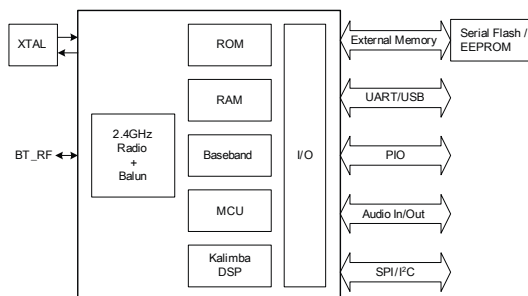 XTAL
ROM
External Memory
Serial Flash /
EEPROM
RAM
UART/USB
2.4GHz
Radio
+
Balun
BT_RF
Baseband
I/O
PIO
MCU
Audio In/Out
Kalimba
DSP
SPI/I²C